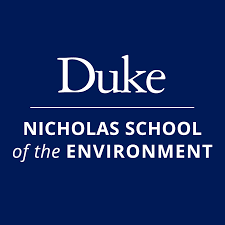 Duke
NICHOLAS SCHOOL
of the ENVIRONMENT